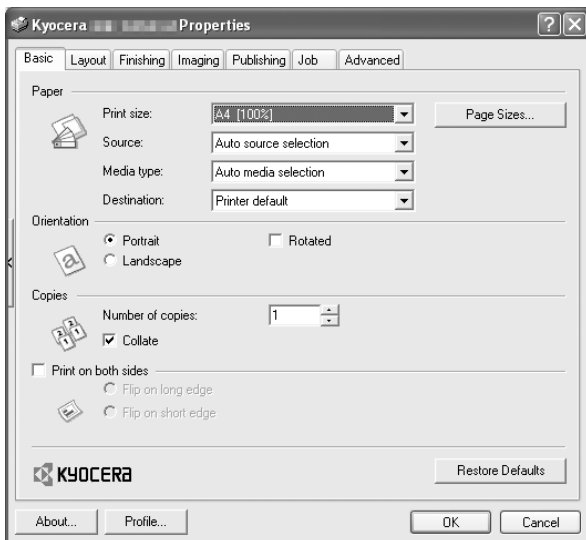 Kyocera Properties
Basic Layout Finishing Imaging Publishing Job Advanced
Paper
Print size: A4 [100%] Page Sizes...
Source: Auto source selection
Media type: Auto media selection
Destination: Printer default
Orientation
Portrait Rotated
Landscape
Copies
Number of copies: 1
Collate
Print on both sides
Flip on long edge
Flip on short edge
KYOCERA Restore Defaults
About... Profile... OK Cancel